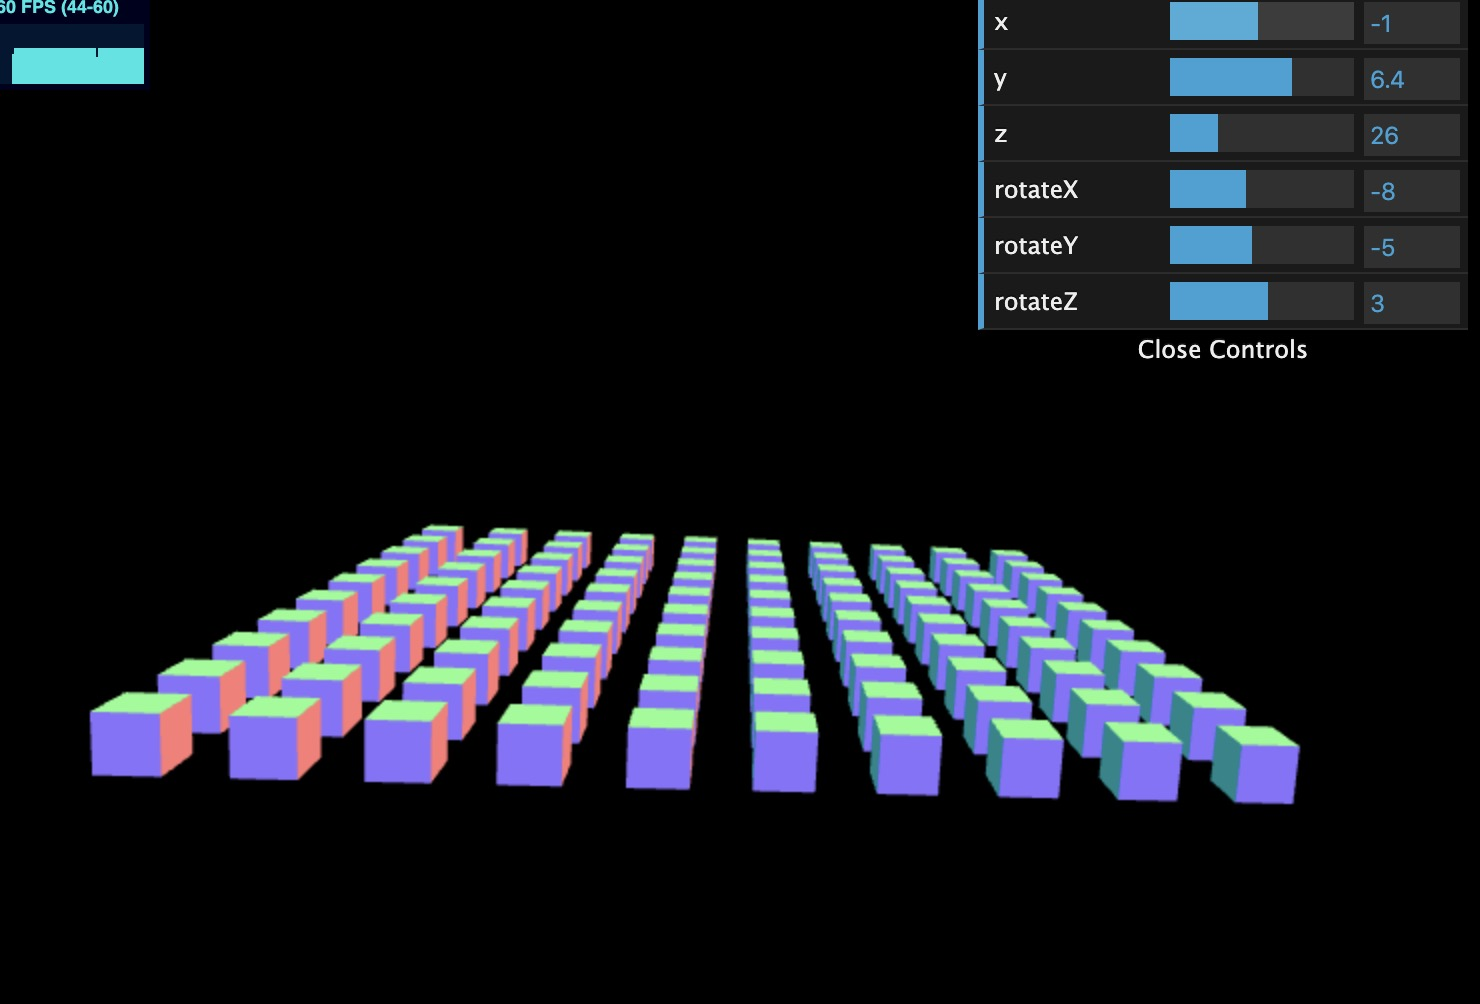 60 FPS (44-60)
x -1
y 6.4
z 26
rotateX -8
rotateY -5
rotateZ 3
Close Controls